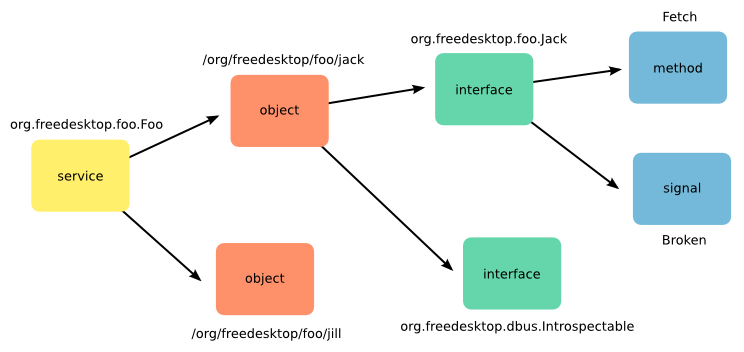 Fetch
org.freedesktop.foo.Jack
/org/freedesktop/foo/jack
method
interface
object
org.freedesktop.foo.Foo
service
signal
Broken
object
interface
org.freedesktop.dbus.Introspectable
/org/freedesktop/foo/jill